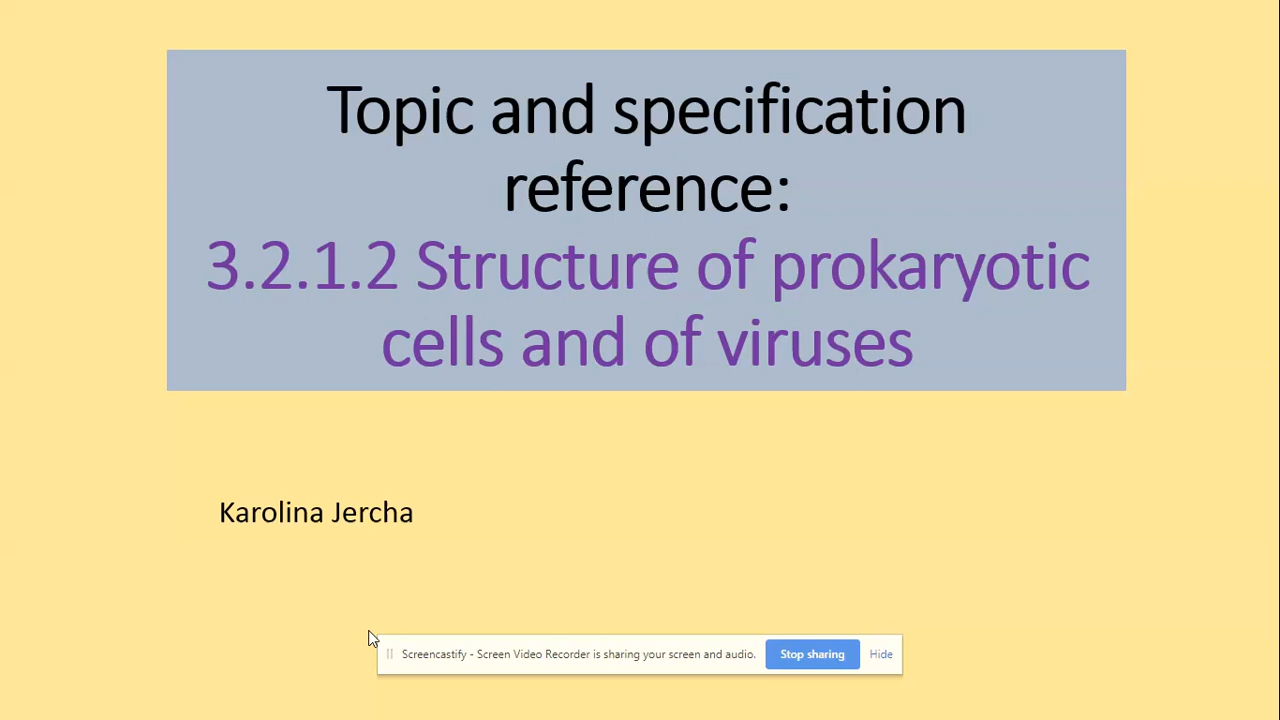 Topic and specification
reference:
3.2.1.2 Structure of prokaryotic
cells and of viruses
Karolina Jercha
Screencastify - Screen Video Recorder is sharing your screen and audio. Stop sharing Hide